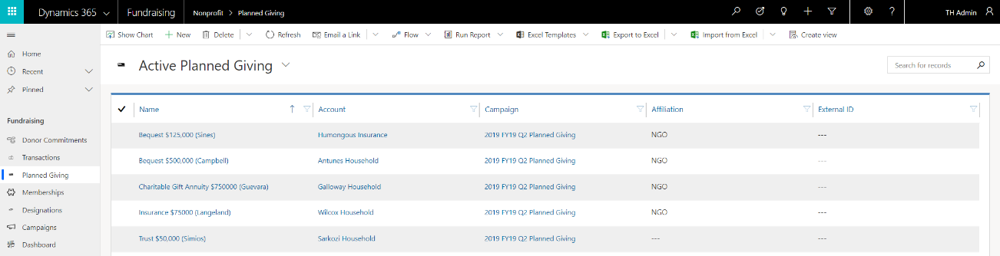 Dynamics 365 Fundraising Nonprofit > Planned Giving TH Admin
Show Chart + New Delete Refresh Email a Link Flow Run Report Excel Templates Export to Excel Import from Excel Create view
Home
Recent
Pinned
Fundraising
Donor Commitments
Transactions
Planned Giving
Memberships
Designations
Campaigns
Dashboard
Active Planned Giving
Search for records
Name Account Campaign Affiliation External ID
Bequest $125,000 (Sines) Humongous Insurance 2019 FY19 Q2 Planned Giving NGO ---
Bequest $500,000 (Campbell) Antunes Household 2019 FY19 Q2 Planned Giving NGO ---
Charitable Gift Annuity $750000 (Guevara) Galloway Household 2019 FY19 Q2 Planned Giving NGO ---
Insurance $75000 (Langeland) Wilcox Household 2019 FY19 Q2 Planned Giving NGO ---
Trust $50,000 (Simios) Sarkozi Household 2019 FY19 Q2 Planned Giving --- ---